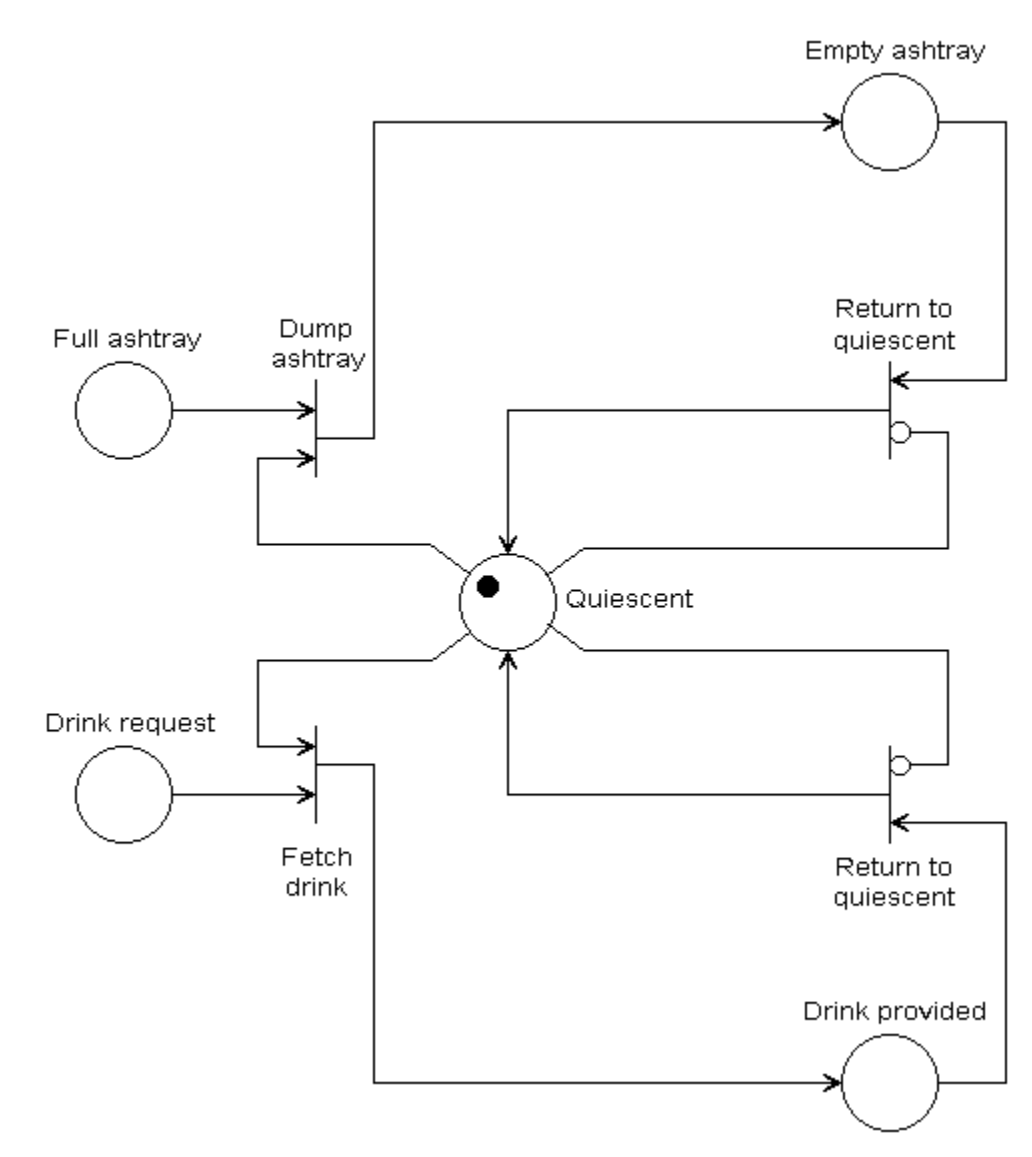 Empty ashtray
Return to
quiescent
Full ashtray
Dump
ashtray
Quiescent
Drink request
Fetch
drink
Return to
quiescent
Drink provided